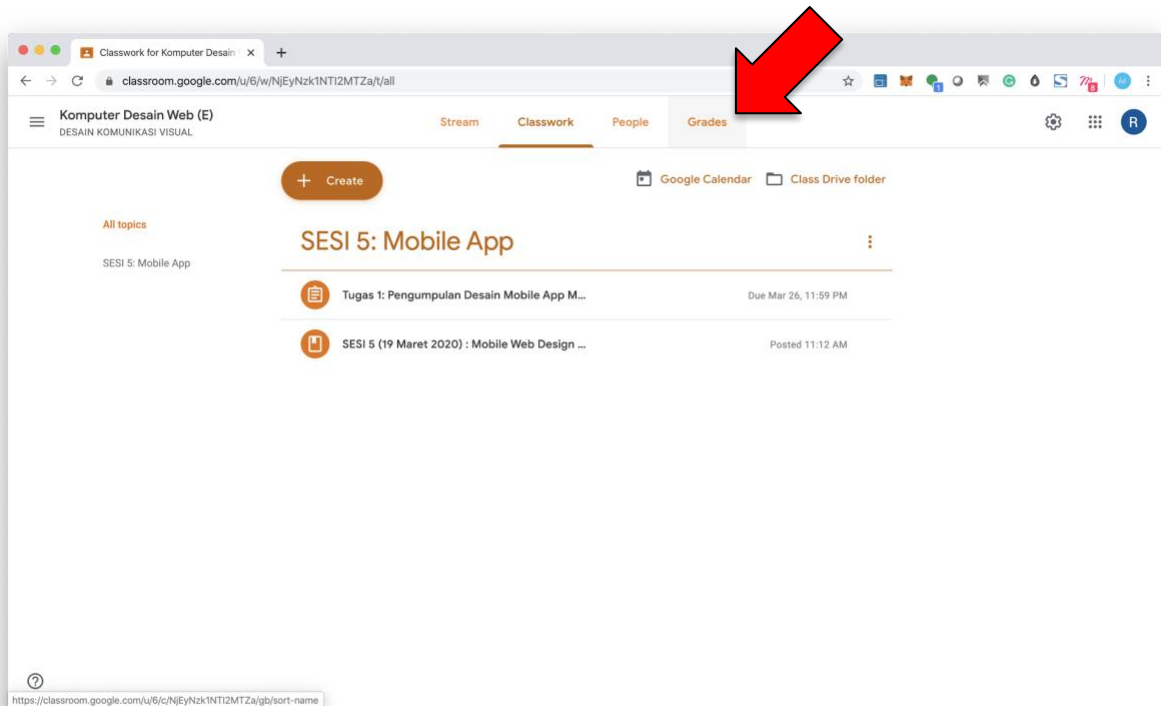 Classwork for Komputer Desain
classroom.google.com/u/6/w/NjEyNzk1NTI2MTZa/t/all
Komputer Desain Web (E)
DESAIN KOMUNIKASI VISUAL
Stream Classwork People Grades
R
+ Create
Google Calendar Class Drive folder
All topics
SESI 5: Mobile App
SESI 5: Mobile App
Tugas 1: Pengumpulan Desain Mobile App M... Due Mar 26, 11:59 PM
SESI 5 (19 Maret 2020) : Mobile Web Design ... Posted 11:12 AM
https://classroom.google.com/u/6/c/NjEyNzk1NTI2MTZa/gb/sort-name